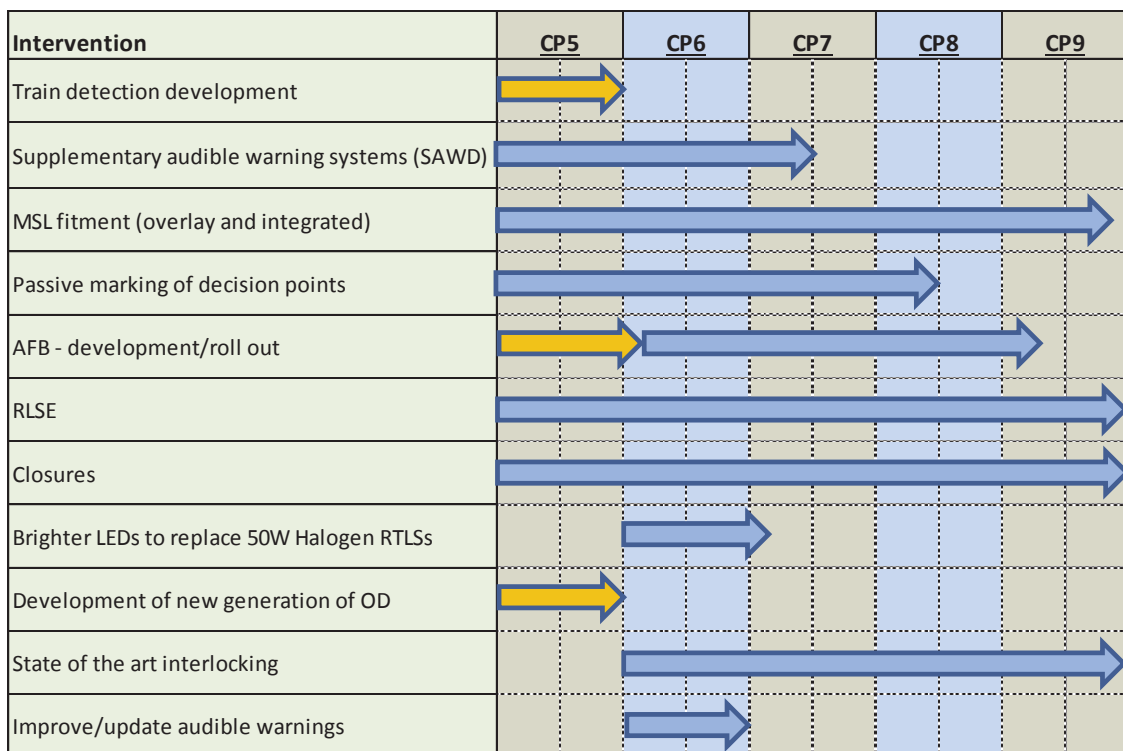 Intervention CP5 CP6 CP7 CP8 CP9
Train detection development
Supplementary audible warning systems (SAWD)
MSL fitment (overlay and integrated)
Passive marking of decision points
AFB - development/roll out
RLSE
Closures
Brighter LEDs to replace 50W Halogen RTLSs
Development of new generation of OD
State of the art interlocking
Improve/update audible warnings